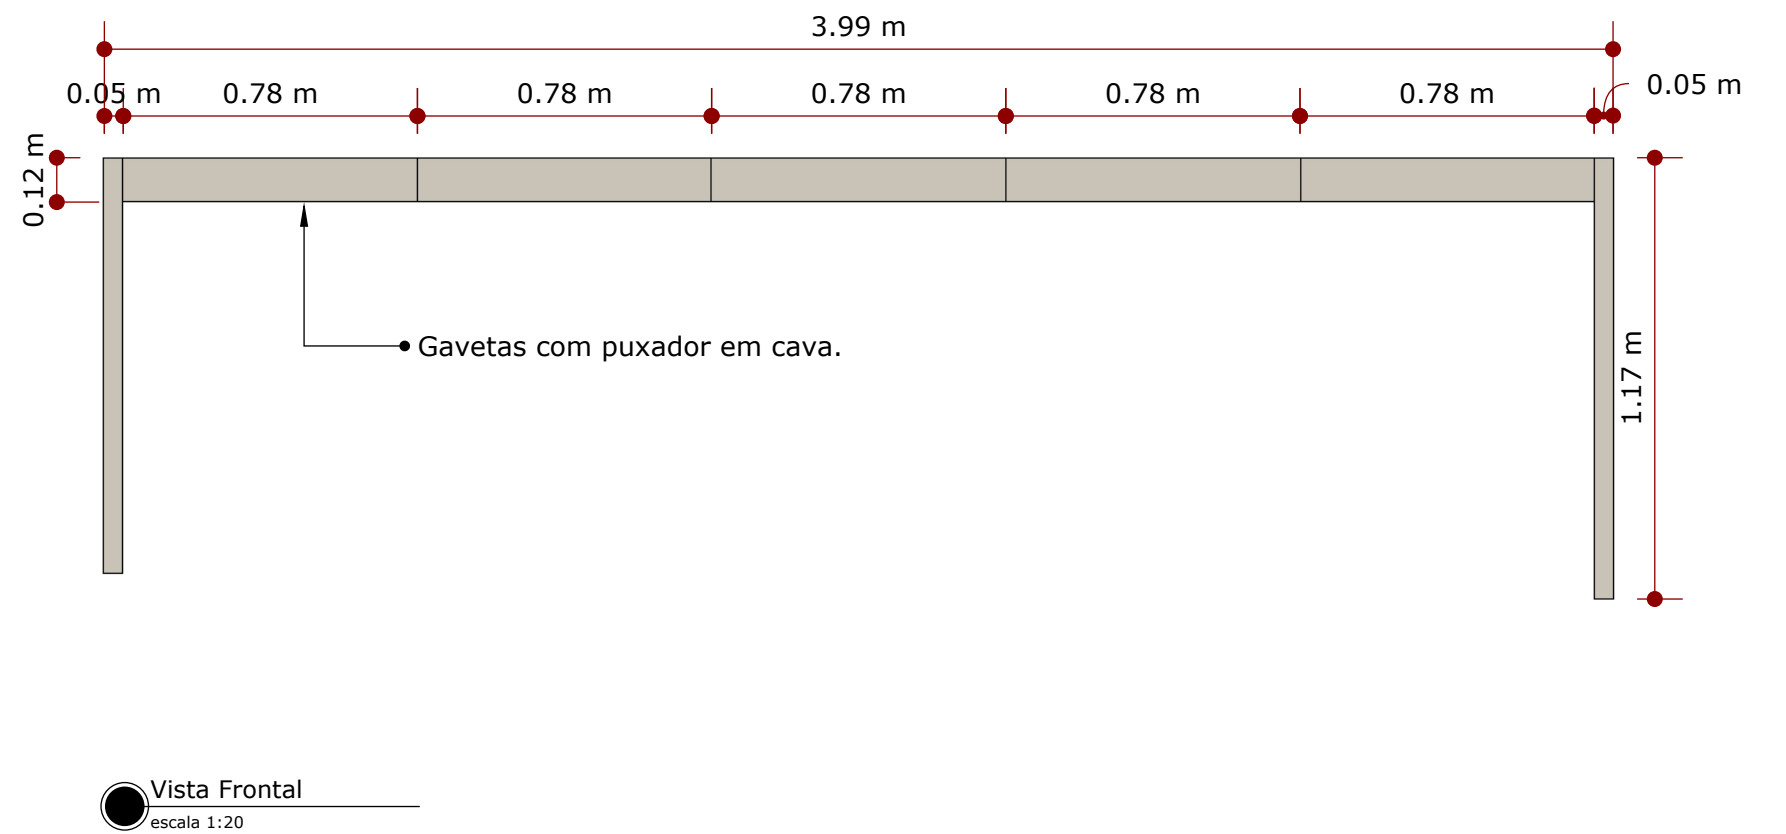 3.99 m
0.05 m
0.78 m
0.78 m
0.78 m
0.78 m
0.78 m
0.05 m
0.12 m
Gavetas com puxador em cava.
1.17 m
Vista Frontal
escala 1:20